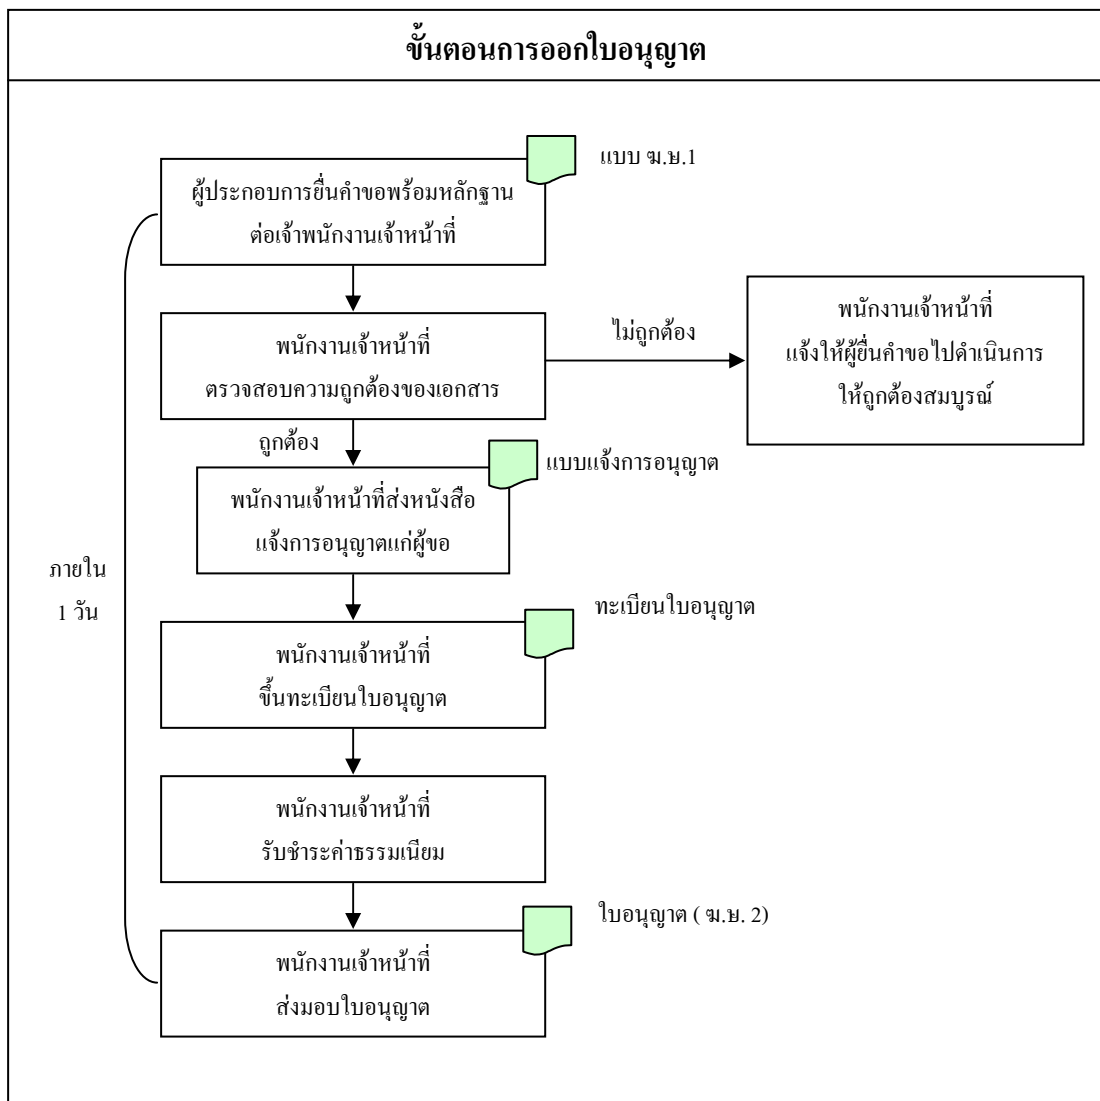 ขั้นตอนการออกใบอนุญาต
แบบ ฆ.ษ.1
ผู้ประกอบการยื่นคำขอพร้อมหลักฐาน
ต่อเจ้าพนักงานเจ้าหน้าที่
พนักงานเจ้าหน้าที่
ตรวจสอบความถูกต้องของเอกสาร
ไม่ถูกต้อง
พนักงานเจ้าหน้าที่
แจ้งให้ผู้ยื่นคำขอไปดำเนินการ
ให้ถูกต้องสมบูรณ์
ถูกต้อง
แบบแจ้งการอนุญาต
พนักงานเจ้าหน้าที่ส่งหนังสือ
แจ้งการอนุญาตแก่ผู้ขอ
ภายใน
1 วัน
ทะเบียนใบอนุญาต
พนักงานเจ้าหน้าที่
ขึ้นทะเบียนใบอนุญาต
พนักงานเจ้าหน้าที่
รับชำระค่าธรรมเนียม
ใบอนุญาต ( ฆ.ษ. 2)
พนักงานเจ้าหน้าที่
ส่งมอบใบอนุญาต